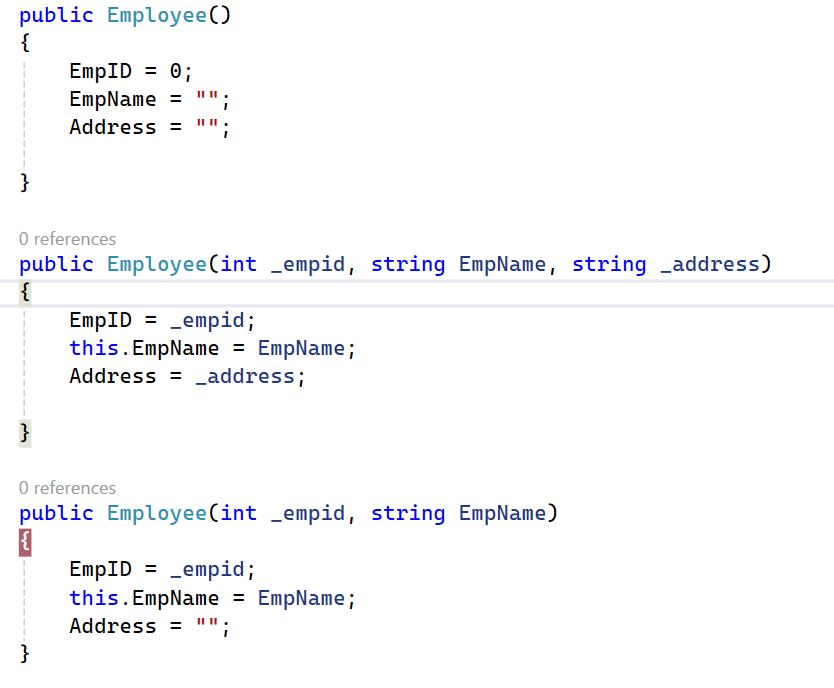 public Employee()
{
EmpID = 0;
EmpName = "";
Address = "";
}
0 references
public Employee(int _empid, string EmpName, string _address)
{
EmpID = _empid;
this.EmpName = EmpName;
Address = _address;
}
0 references
public Employee(int _empid, string EmpName)
{
EmpID = _empid;
this.EmpName = EmpName;
Address = "";
}